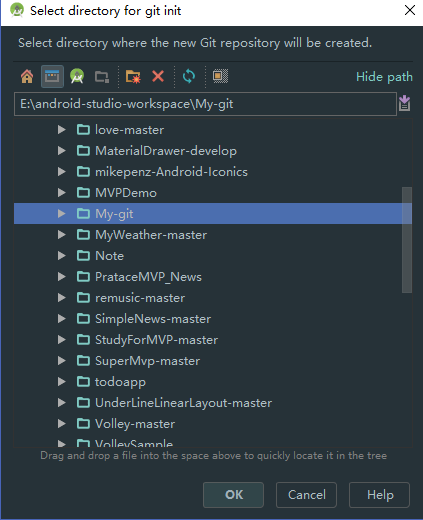 Select directory for git init
Select directory where the new Git repository will be created.
Hide path
E:\android-studio-workspace\My-git
love-master
MaterialDrawer-develop
mikepenz-Android-Iconics
MVPDemo
My-git
MyWeather-master
Note
PrataceMVP_News
remusic-master
SimpleNews-master
StudyForMVP-master
SuperMvp-master
todoapp
UnderLineLinearLayout-master
Volley-master
VolleySample
Drag and drop a file into the space above to quickly locate it in the tree
OK
Cancel
Help